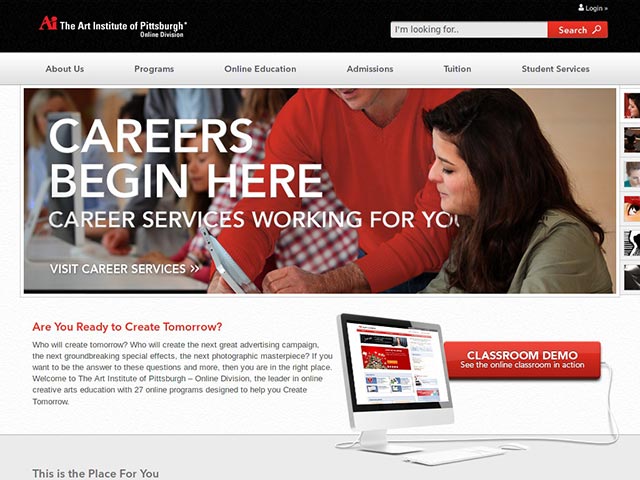 Login »
Ai The Art Institute of Pittsburgh®
Online Division
I'm looking for..
Search
About Us
Programs
Online Education
Admissions
Tuition
Student Services
CAREERS
BEGIN HERE
CAREER SERVICES WORKING FOR YOU
VISIT CAREER SERVICES »
Are You Ready to Create Tomorrow?
Who will create tomorrow? Who will create the next great advertising campaign,
the next groundbreaking special effects, the next photographic masterpiece? If you
want to be the answer to these questions and more, then you are in the right place.
Welcome to The Art Institute of Pittsburgh – Online Division, the leader in online
creative arts education with 27 online programs designed to help you Create
Tomorrow.
CLASSROOM DEMO
See the online classroom in action
This is the Place For You